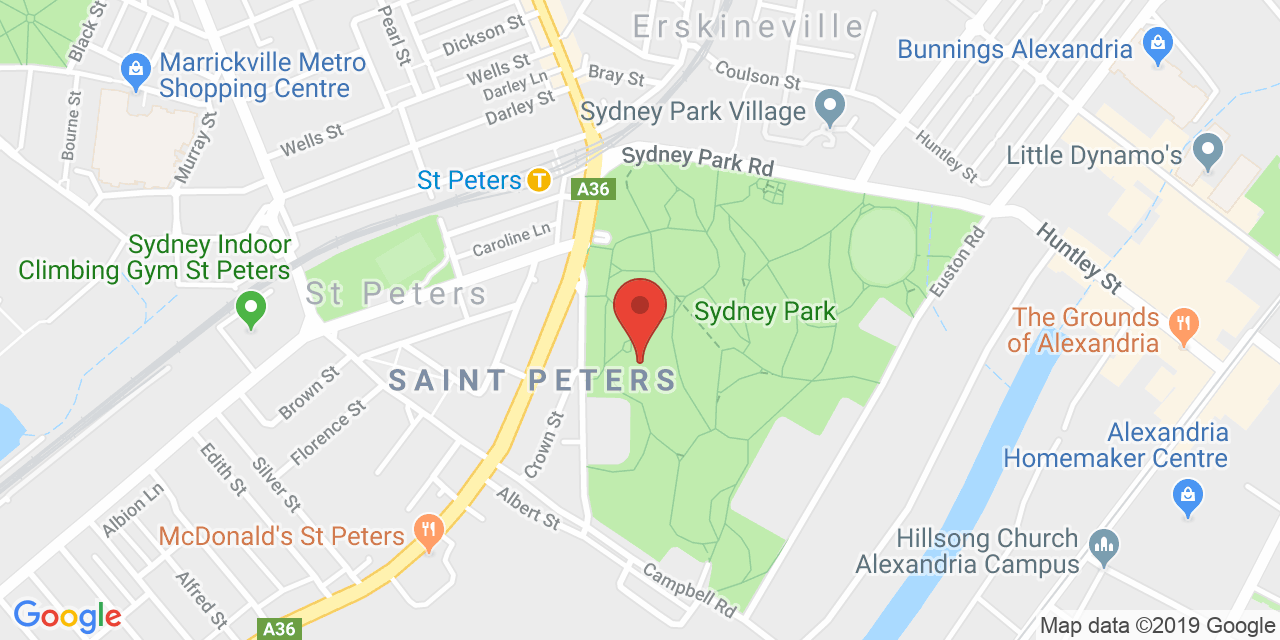 Erskineville
Black St
Pearl St
Dickson St
Bunnings Alexandria
Marrickville Metro
Shopping Centre
Wells St
Darley Ln
Darley St
Bray St
Coulson St
Sydney Park Village
Bourne St
Murray St
Wells St
Huntley St
Little Dynamo's
Sydney Park Rd
St Peters
T
A36
Caroline Ln
Sydney Indoor
Climbing Gym St Peters
St Peters
Euston Rd
Huntley St
Sydney Park
The Grounds
of Alexandria
SAINT PETERS
Brown St
Florence St
Crown St
Alexandria
Homemaker Centre
Edith St
Silver St
Albion Ln
Albert St
McDonald's St Peters
Hillsong Church
Alexandria Campus
Alfred St
Campbell Rd
Google
A36
Map data ©2019 Google